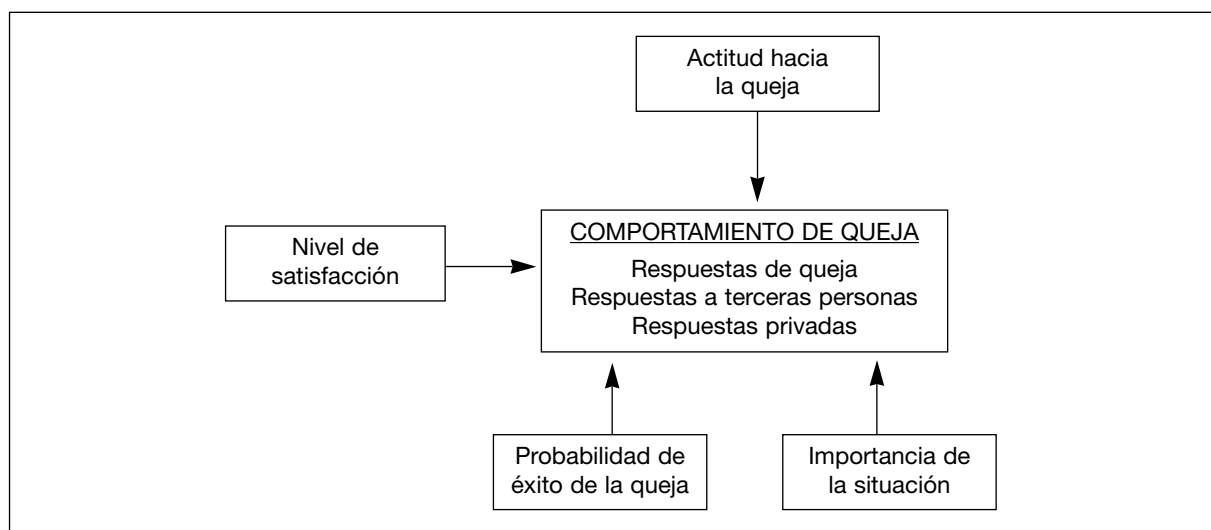 Actitud hacia
la queja
Nivel de
satisfacción
COMPORTAMIENTO DE QUEJA
Respuestas de queja
Respuestas a terceras personas
Respuestas privadas
Probabilidad de
éxito de la queja
Importancia de
la situación